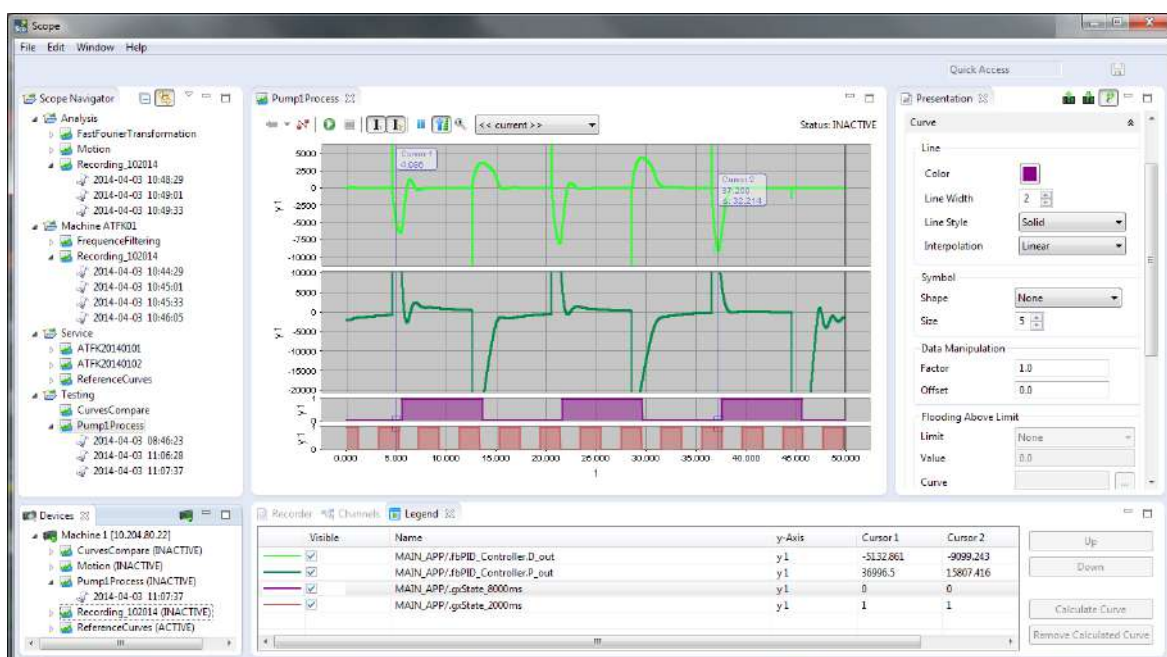 Scope
File Edit Window Help
Quick Access
Scope Navigator
Analysis
FastFourierTransformation
Motion
Recording_102014
2014-04-03 10:48:29
2014-04-03 10:49:01
2014-04-03 10:49:33
Machine ATFK01
FrequenceFiltering
Recording_102014
2014-04-03 10:44:29
2014-04-03 10:45:01
2014-04-03 10:45:33
2014-04-03 10:46:05
Service
ATFK20140101
ATFK20140102
ReferenceCurves
Testing
CurvesCompare
Pump1Process
2014-04-03 08:46:23
2014-04-03 11:06:28
2014-04-03 11:07:37
Pump1Process
<< current >>
Status: INACTIVE
Cursor 1
Cursor 2
37.200
d: 32.214
y1
5000
2500
0
-2500
-5000
-7500
-10000
y1
10000
5000
0
-5000
-10000
-15000
-20000
y1
1
0
y1
0
0.000 5.000 10.000 15.000 20.000 25.000 30.000 35.000 40.000 45.000 50.000
Presentation
Curve
Line
Color
Line Width 2
Line Style Solid
Interpolation Linear
Symbol
Shape None
Size 5
Data Manipulation
Factor 1.0
Offset 0.0
Flooding Above Limit
Limit None
Value 0.0
Curve ...
Devices
Machine 1 [10.204.80.22]
CurvesCompare (INACTIVE)
Motion (INACTIVE)
Pump1Process (INACTIVE)
2014-04-03 11:07:37
Recording_102014 (INACTIVE)
ReferenceCurves (ACTIVE)
Recorder Channels Legend
Visible Name y-Axis Cursor 1 Cursor 2
MAIN_APP/.fbPID_Controller.D_out y1 -5132.861 -9099.243
MAIN_APP/.fbPID_Controller.P_out y1 36996.5 15807.416
MAIN_APP/.gxState_8000ms y1 0 0
MAIN_APP/.gxState_2000ms y1 1 1
Up
Down
Calculate Curve
Remove Calculated Curve